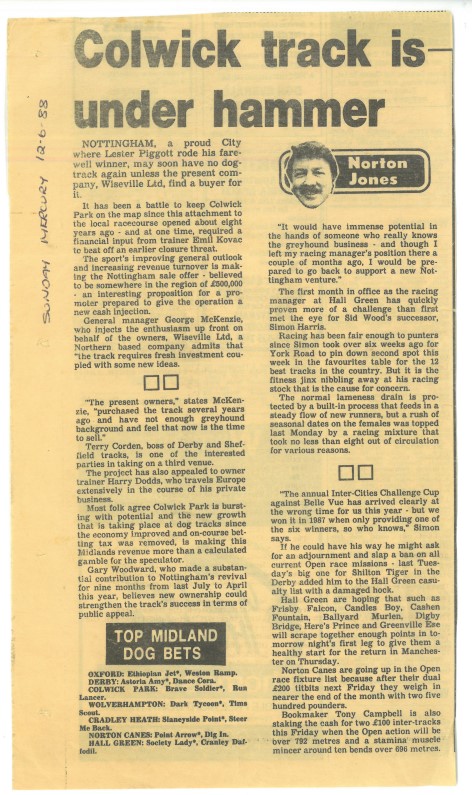 Colwick track is
under hammer
SUNDAY MERCURY 12-6-88
NOTTINGHAM, a proud City
where Lester Piggott rode his fare-
well winner, may soon have no dog-
track again unless the present com-
pany, Wiseville Ltd, find a buyer for
it.
It has been a battle to keep Colwick
Park on the map since this attachment to
the local racecourse opened about eight
years ago - and at one time, required a
financial input from trainer Emil Kovac
to beat off an earlier closure threat.
The sport's improving general outlook
and increasing revenue turnover is mak-
ing the Nottingham sale offer - believed
to be somewhere in the region of £500,000
- an interesting proposition for a pro-
moter prepared to give the operation a
new cash injection.
General manager George McKenzie,
who injects the enthusiasm up front on
behalf of the owners, Wiseville Ltd, a
Northern based company admits that
"the track requires fresh investment cou-
pled with some new ideas.
"The present owners," states McKen-
zie, "purchased the track several years
ago and have not enough greyhound
background and feel that now is the time
to sell."
Terry Corden, boss of Derby and Shef-
field tracks, is one of the interested
parties in taking on a third venue.
The project has also appealed to owner
trainer Harry Dodds, who travels Europe
extensively in the course of his private
business.
Most folk agree Colwick Park is burst-
ing with potential and the new growth
that is taking place at dog tracks since
the economy improved and on-course bet-
ting tax was removed, is making this
Midlands revenue more than a calculated
gamble for the speculator.
Gary Woodward, who made a substan-
tial contribution to Nottingham's revival
for nine months from last July to April
this year, believes new ownership could
strengthen the track's success in terms of
public appeal.
TOP MIDLAND
DOG BETS
OXFORD: Ethiopian Jet*, Weston Ramp.
DERBY: Astoria Amy*, Dance Cora.
COLWICK PARK: Brave Soldier*, Bun
Lancer.
WOLVERHAMPTON: Dark Tycoon*, Tims
Scout.
CRADLEY HEATH: Slaneyside Point*, Steer
Me Back.
NORTON CANES: Point Arrow*, Dig In.
HALL GREEN: Society Lady*, Cranley Daf-
fodil.
Norton
Jones
"It would have immense potential in
the hands of someone who really knows
the greyhound business - and though I
left my racing manager's position there a
couple of months ago, I would be pre-
pared to go back to support a new Not-
tingham venture."
The first month in office as the racing
manager at Hall Green has quickly
proven more of a challenge than first
met the eye for Sid Wood's successor,
Simon Harris.
Racing has been fair enough to punters
since Simon took over six weeks ago for
York Road to pin down second spot this
week in the favourites table for the 12
best tracks in the country. But it is the
fitness jinx nibbling away at his racing
stock that is the cause for concern.
The normal lameness drain is pro-
tected by a built-in process that feeds in a
steady flow of new runners, but a rush of
seasonal dates on the females was topped
last Monday by a racing mixture that
took no less than eight out of circulation
for various reasons.
"The annual Inter-Cities Challenge Cup
against Belle Vue has arrived clearly at
the wrong time for us this year - but we
won it in 1987 when only providing one of
the six winners, so who knows," Simon
says.
If he could have his way he might ask
for an adjournment and slap a ban on all
current Open race missions - last Tues-
day's big one for Shilton Tiger in the
Derby added him to the Hall Green casu-
alty list with a damaged hock.
Hall Green are hoping that such as
Frisby Falcon, Candles Boy, Cashen
Fountain, Ballyard Murlen, Digby
Bridge, Here's Prince and Greenville Ese
will scrape together enough points in to-
morrow night's first leg to give them a
healthy start for the return in Manches-
ter on Thursday.
Norton Canes are going up in the Open
race fixture list because after their dual
£200 titbits next Friday they weigh in
nearer the end of the month with two five
hundred pounders.
Bookmaker Tony Campbell is also
staking the cash for two £100 inter-tracks
this Friday when the Open action will be
over 792 metres and a stamina muscle
mincer around ten bends over 696 metres.